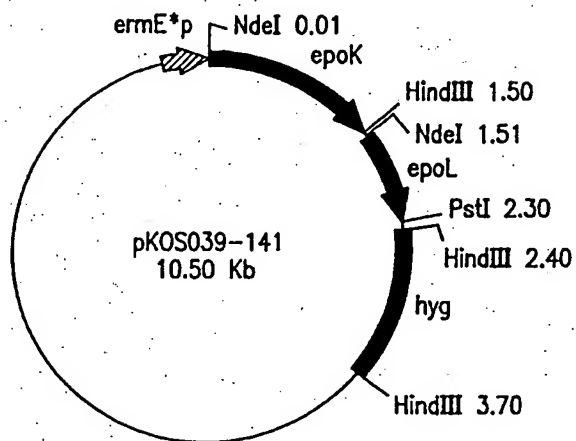 ermE*p
NdeI 0.01
epoK
HindIII 1.50
NdeI 1.51
epoL
PstI 2.30
HindIII 2.40
pKOS039-141
10.50 Kb
hyg
HindIII 3.70